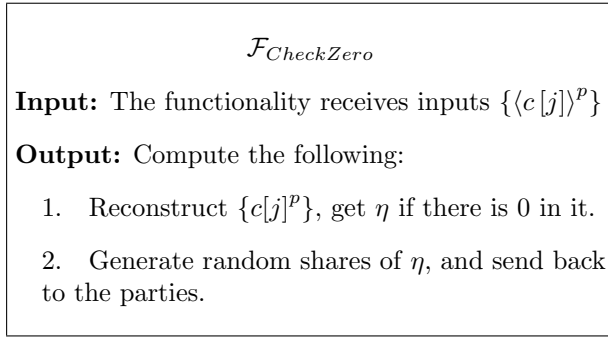 𝓕_{CheckZero}
Input: The functionality receives inputs {⟨c [j]⟩^p}
Output: Compute the following:
1. Reconstruct {c[j]^p}, get η if there is 0 in it.
2. Generate random shares of η, and send back
to the parties.